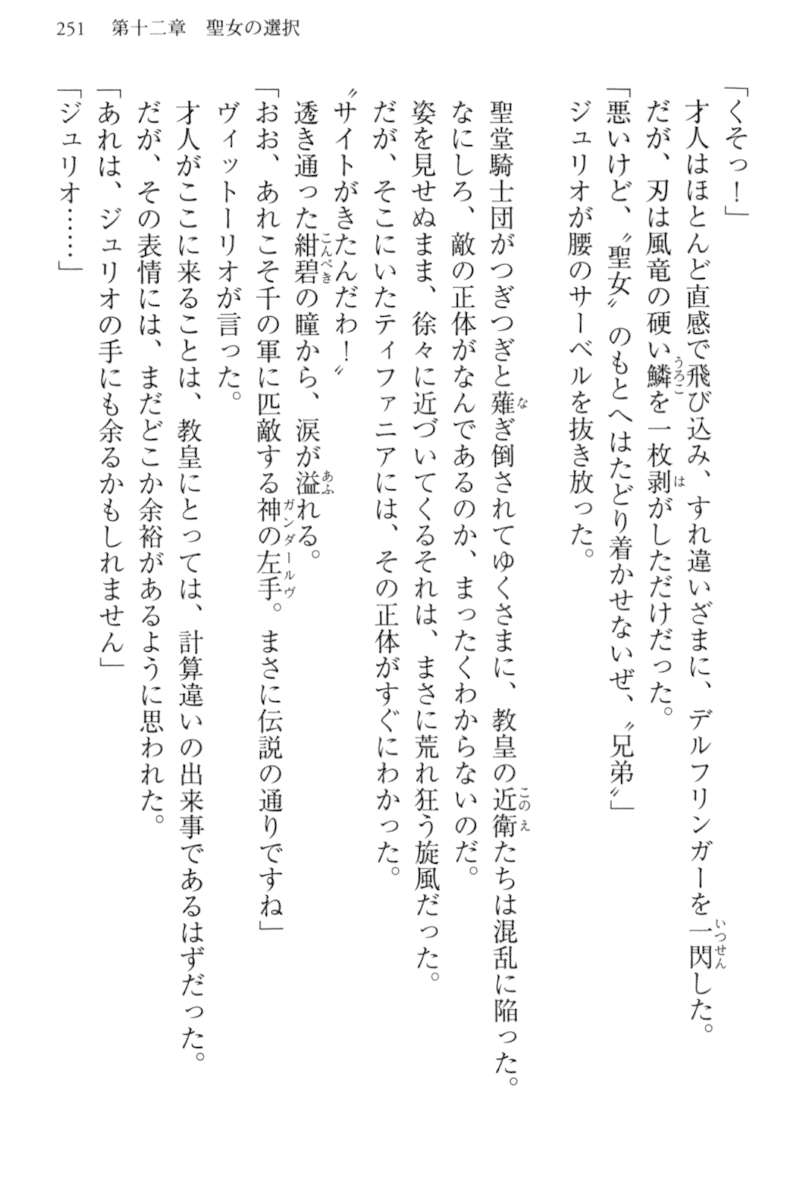 251 第十二章 聖女の選択
「くそっ！」
才人はほとんど直感で飛び込み、すれ違いざまに、デルフリンガーを一閃した。
だが、刃は風竜の硬い鱗を一枚剥がしただけだった。
「悪いけど、〝聖女〟のもとへはたどり着かせないぜ、〝兄弟〟」
ジュリオが腰のサーベルを抜き放った。
聖堂騎士団がつぎつぎと薙ぎ倒されてゆくさまに、教皇の近衛たちは混乱に陥った。
なにしろ、敵の正体がなんであるのか、まったくわからないのだ。
姿を見せぬまま、徐々に近づいてくるそれは、まさに荒れ狂う旋風だった。
だが、そこにいたティファニアには、その正体がすぐにわかった。
〝サイトがきたんだわ！〟
透き通った紺碧の瞳から、涙が溢れる。
「おお、あれこそ千の軍に匹敵する神の左手。まさに伝説の通りですね」
ヴィットーリオが言った。
才人がここに来ることは、教皇にとっては、計算違いの出来事であるはずだった。
だが、その表情には、まだどこか余裕があるように思われた。
「あれは、ジュリオの手にも余るかもしれません」
「ジュリオ……」